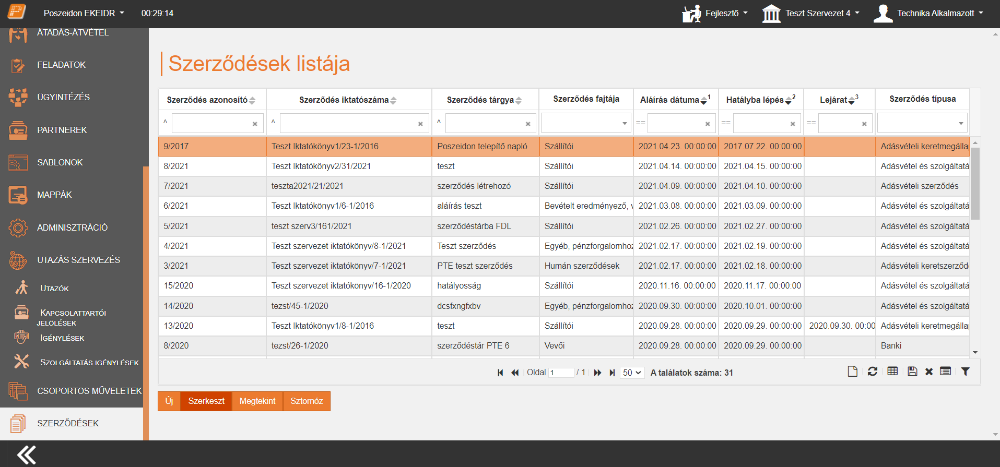 Poszeidon EKEIDR
00:29:14
Fejlesztő
Teszt Szervezet 4
Technika Alkalmazott
ÁTADÁS-ÁTVÉTEL
FELADATOK
ÜGYINTÉZÉS
PARTNEREK
SABLONOK
MAPPÁK
ADMINISZTRÁCIÓ
UTAZÁS SZERVEZÉS
UTAZÓK
KAPCSOLATTARTÓI
JELÖLÉSEK
IGÉNYLÉSEK
SZOLGÁLTATÁS IGÉNYLÉSEK
CSOPORTOS MŰVELETEK
SZERZŐDÉSEK
Szerződések listája
Szerződés azonosító Szerződés iktatószáma Szerződés tárgya Szerződés fajtája Aláírás dátuma 1 Hatályba lépés 2 Lejárat 3 Szerződés típusa
^ × ^ × ^ × == × == × == ×
9/2017 Teszt Iktatókönyv1/23-1/2016 Poszeidon telepítő napló Szállítói 2021.04.23. 00:00:00 2017.07.22. 00:00:00 Adásvételi keretmegálla
8/2021 Teszt Iktatókönyv2/31/2021 teszt Szállítói 2021.04.14. 00:00:00 2021.04.15. 00:00:00 Adásvétel és szolgáltatá
7/2021 teszta2021/21/2021 szerződés létrehozó Szállítói 2021.04.09. 00:00:00 2021.04.10. 00:00:00 Adásvételi szerződés
6/2021 Teszt Iktatókönyv1/6-1/2016 aláírás teszt Bevételt eredményező, v 2021.03.08. 00:00:00 2021.03.09. 00:00:00 Adásvétel és szolgáltatá
5/2021 teszt szerv3/161/2021 szerződéstárba FDL Szállítói 2021.02.26. 00:00:00 2021.02.27. 00:00:00 Adásvétel és szolgáltatá
4/2021 Teszt szervezet iktatókönyv/8-1/2021 Teszt szerződés Egyéb, pénzforgalomhoz 2021.02.17. 00:00:00 2021.02.19. 00:00:00 Adásvétel és szolgáltatá
3/2021 Teszt szervezet iktatókönyv/7-1/2021 PTE teszt szerződés Humán szerződések 2021.02.17. 00:00:00 2021.02.18. 00:00:00 Adásvételi keretszerződé
15/2020 Teszt szervezet iktatókönyv/16-1/2020 hatályosság Szállítói 2020.11.16. 00:00:00 2020.11.17. 00:00:00 Adásvétel és szolgáltatá
14/2020 tezst/45-1/2020 dcsfxngfxbv Egyéb, pénzforgalomhoz 2020.09.30. 00:00:00 2020.10.01. 00:00:00 Adásvétel és szolgáltatá
13/2020 Teszt Iktatókönyv1/8-1/2016 teszt Szállítói 2020.09.28. 00:00:00 2020.09.29. 00:00:00 2020.09.30. 00:00 Adásvételi keretmegálla
8/2020 tezst/26-1/2020 szerződéstár PTE 6 Vevői 2020.09.28. 00:00:00 2020.09.29. 00:00:00 Banki
Oldal 1 / 1 50 A találatok száma: 31
Új Szerkeszt Megtekint Sztornóz